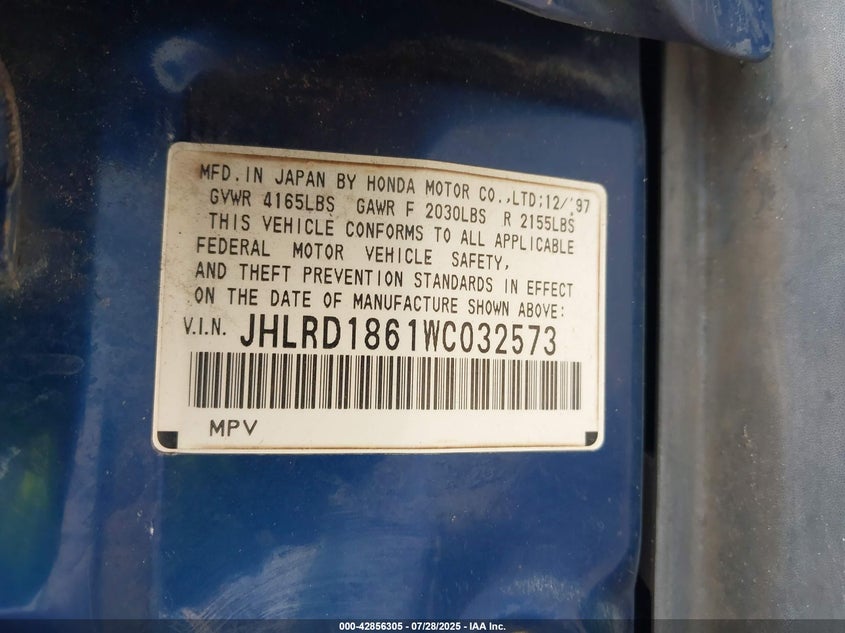 MFD.IN JAPAN BY HONDA MOTOR CO.,LTD;12/'97
GVWR 4165LBS GAWR F 2030LBS R 2155LBS
THIS VEHICLE CONFORMS TO ALL APPLICABLE
FEDERAL MOTOR VEHICLE SAFETY,
AND THEFT PREVENTION STANDARDS IN EFFECT
ON THE DATE OF MANUFACTURE SHOWN ABOVE:
V.I.N. JHLRD1861WC032573
MPV
000-42856305 - 07/28/2025 - IAA Inc.